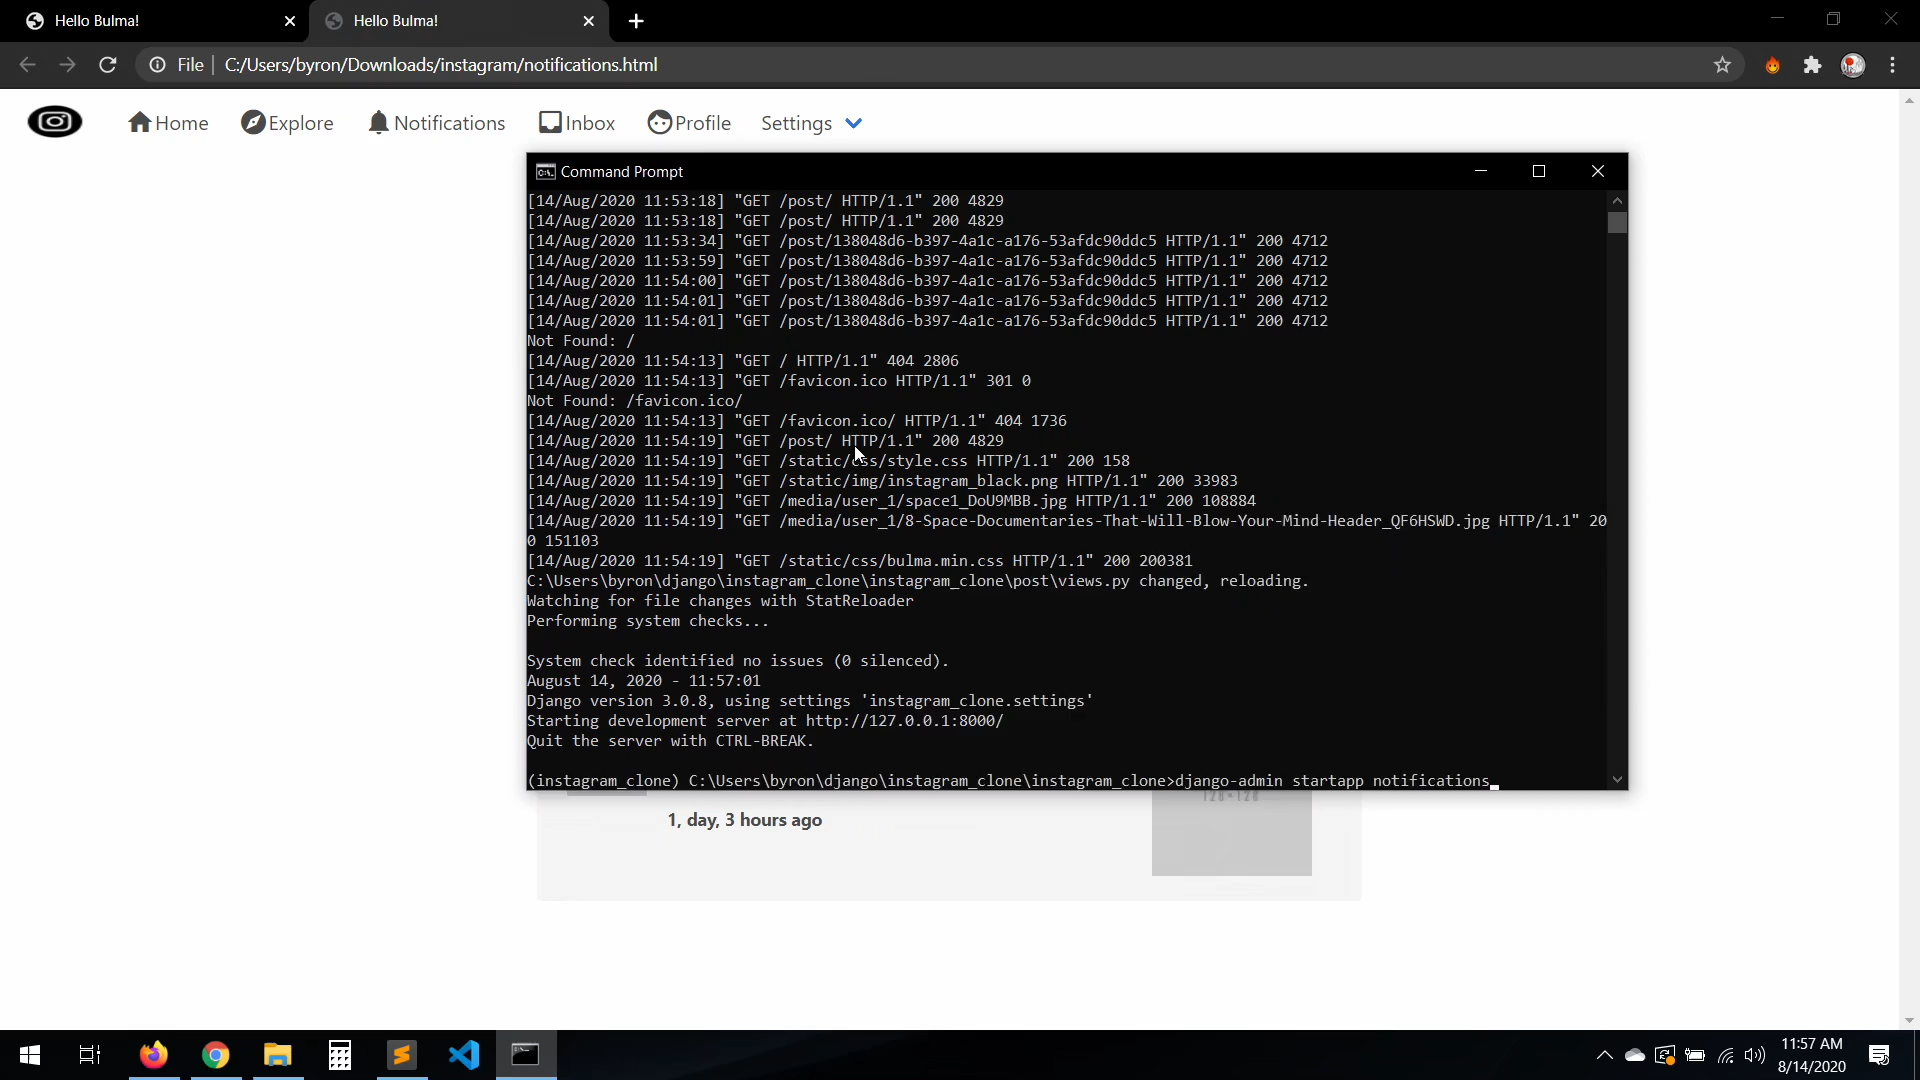 Hello Bulma!
Hello Bulma!
File
C:/Users/byron/Downloads/instagram/notifications.html
Home
Explore
Notifications
Inbox
Profile
Settings
Command Prompt
[14/Aug/2020 11:53:18] "GET /post/ HTTP/1.1" 200 4829
[14/Aug/2020 11:53:18] "GET /post/ HTTP/1.1" 200 4829
[14/Aug/2020 11:53:34] "GET /post/138048d6-b397-4a1c-a176-53afdc90ddc5 HTTP/1.1" 200 4712
[14/Aug/2020 11:53:59] "GET /post/138048d6-b397-4a1c-a176-53afdc90ddc5 HTTP/1.1" 200 4712
[14/Aug/2020 11:54:00] "GET /post/138048d6-b397-4a1c-a176-53afdc90ddc5 HTTP/1.1" 200 4712
[14/Aug/2020 11:54:01] "GET /post/138048d6-b397-4a1c-a176-53afdc90ddc5 HTTP/1.1" 200 4712
[14/Aug/2020 11:54:01] "GET /post/138048d6-b397-4a1c-a176-53afdc90ddc5 HTTP/1.1" 200 4712
Not Found: /
[14/Aug/2020 11:54:13] "GET / HTTP/1.1" 404 2806
[14/Aug/2020 11:54:13] "GET /favicon.ico HTTP/1.1" 301 0
Not Found: /favicon.ico/
[14/Aug/2020 11:54:13] "GET /favicon.ico/ HTTP/1.1" 404 1736
[14/Aug/2020 11:54:19] "GET /post/ HTTP/1.1" 200 4829
[14/Aug/2020 11:54:19] "GET /static/css/style.css HTTP/1.1" 200 158
[14/Aug/2020 11:54:19] "GET /static/img/instagram_black.png HTTP/1.1" 200 33983
[14/Aug/2020 11:54:19] "GET /media/user_1/space1_DoU9MBB.jpg HTTP/1.1" 200 108884
[14/Aug/2020 11:54:19] "GET /media/user_1/8-Space-Documentaries-That-Will-Blow-Your-Mind-Header_QF6HSWD.jpg HTTP/1.1" 20
0 151103
[14/Aug/2020 11:54:19] "GET /static/css/bulma.min.css HTTP/1.1" 200 200381
C:\Users\byron\django\instagram_clone\instagram_clone\post\views.py changed, reloading.
Watching for file changes with StatReloader
Performing system checks...
System check identified no issues (0 silenced).
August 14, 2020 - 11:57:01
Django version 3.0.8, using settings 'instagram_clone.settings'
Starting development server at http://127.0.0.1:8000/
Quit the server with CTRL-BREAK.
(instagram_clone) C:\Users\byron\django\instagram_clone\instagram_clone>django-admin startapp notifications
1, day, 3 hours ago
11:57 AM
8/14/2020